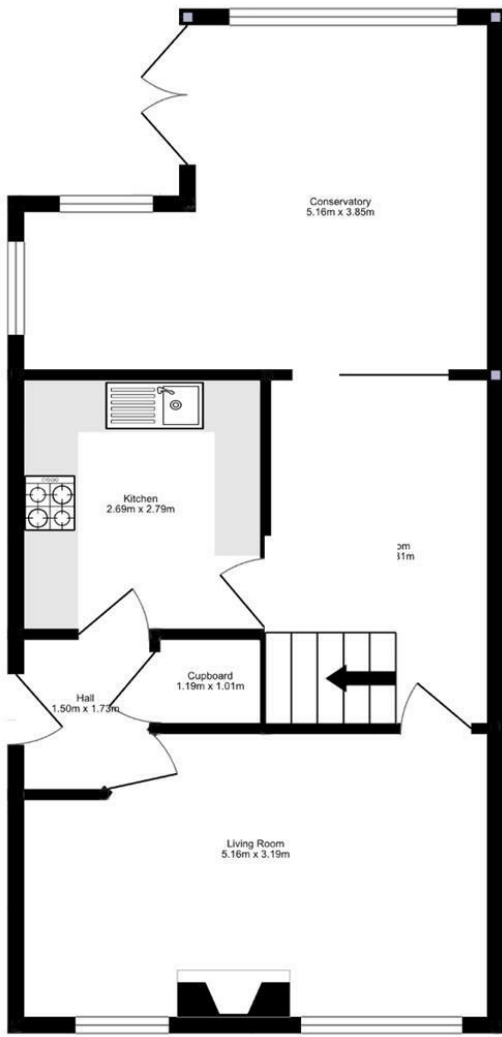 Conservatory
5.16m x 3.85m
Kitchen
2.69m x 2.79m
om
31m
Cupboard
1.19m x 1.01m
Hall
1.50m x 1.73m
Living Room
5.16m x 3.19m